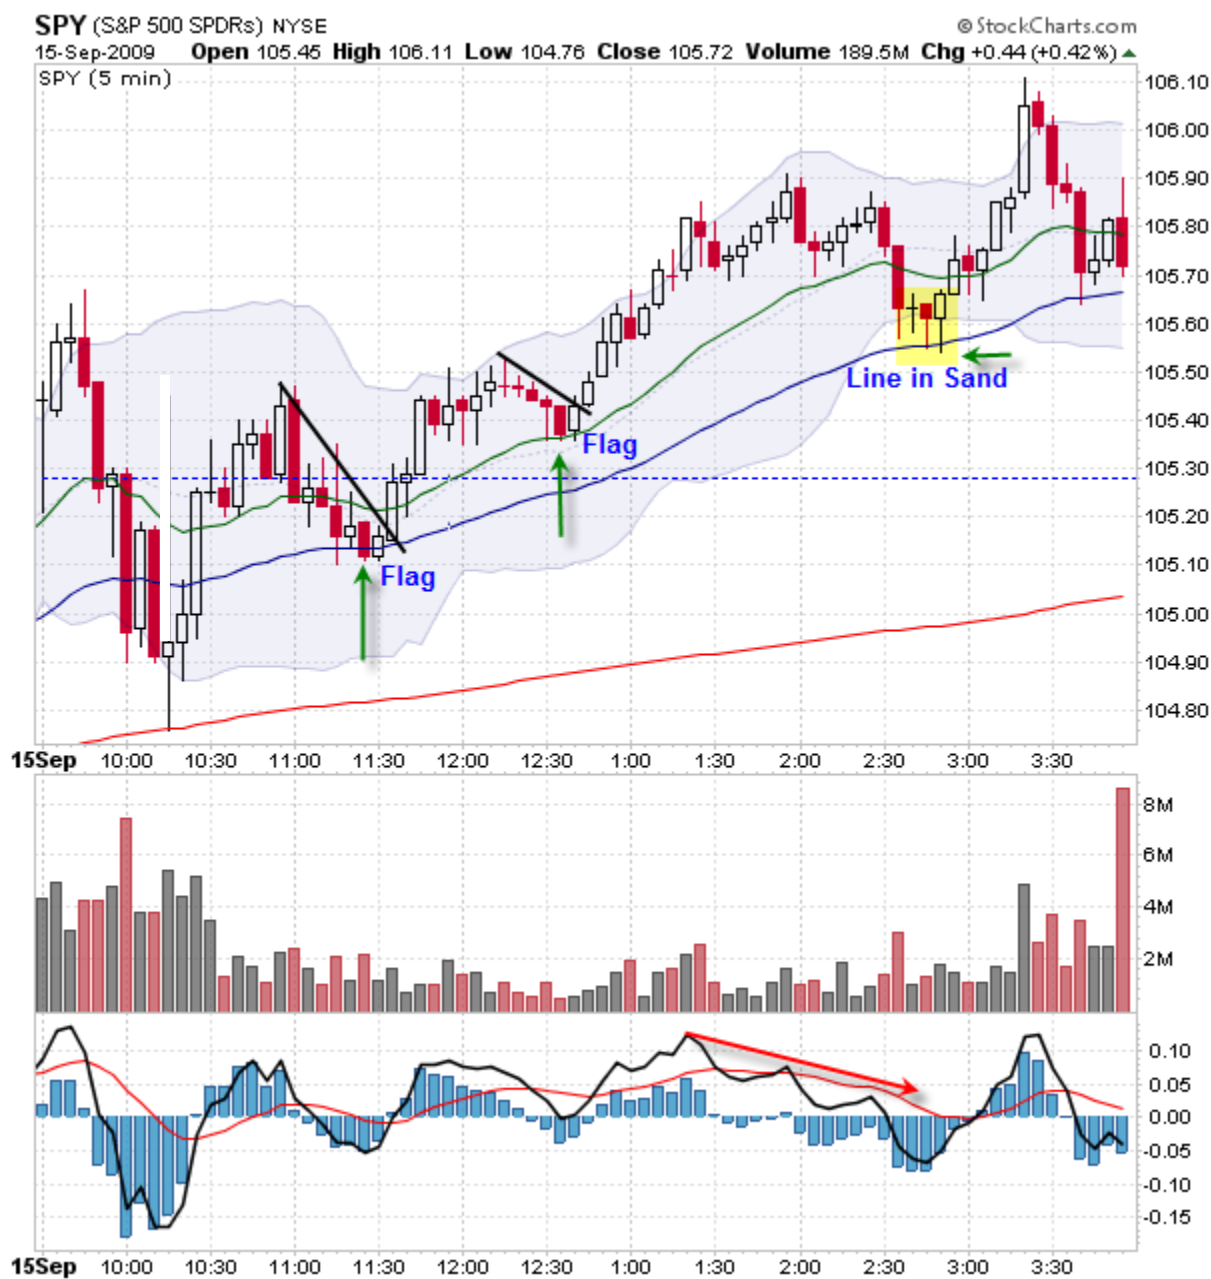 SPY (S&P 500 SPDRs) NYSE © StockCharts.com
15-Sep-2009 Open 105.45 High 106.11 Low 104.76 Close 105.72 Volume 189.5M Chg +0.44 (+0.42%)
SPY (5 min)
106.10
106.00
105.90
105.80
105.70
105.60
105.50
Line in Sand
105.40
Flag
105.30
105.20
105.10
Flag
105.00
104.90
104.80
15Sep 10:00 10:30 11:00 11:30 12:00 12:30 1:00 1:30 2:00 2:30 3:00 3:30
8M
6M
4M
2M
0.10
0.05
0.00
-0.05
-0.10
-0.15
15Sep 10:00 10:30 11:00 11:30 12:00 12:30 1:00 1:30 2:00 2:30 3:00 3:30